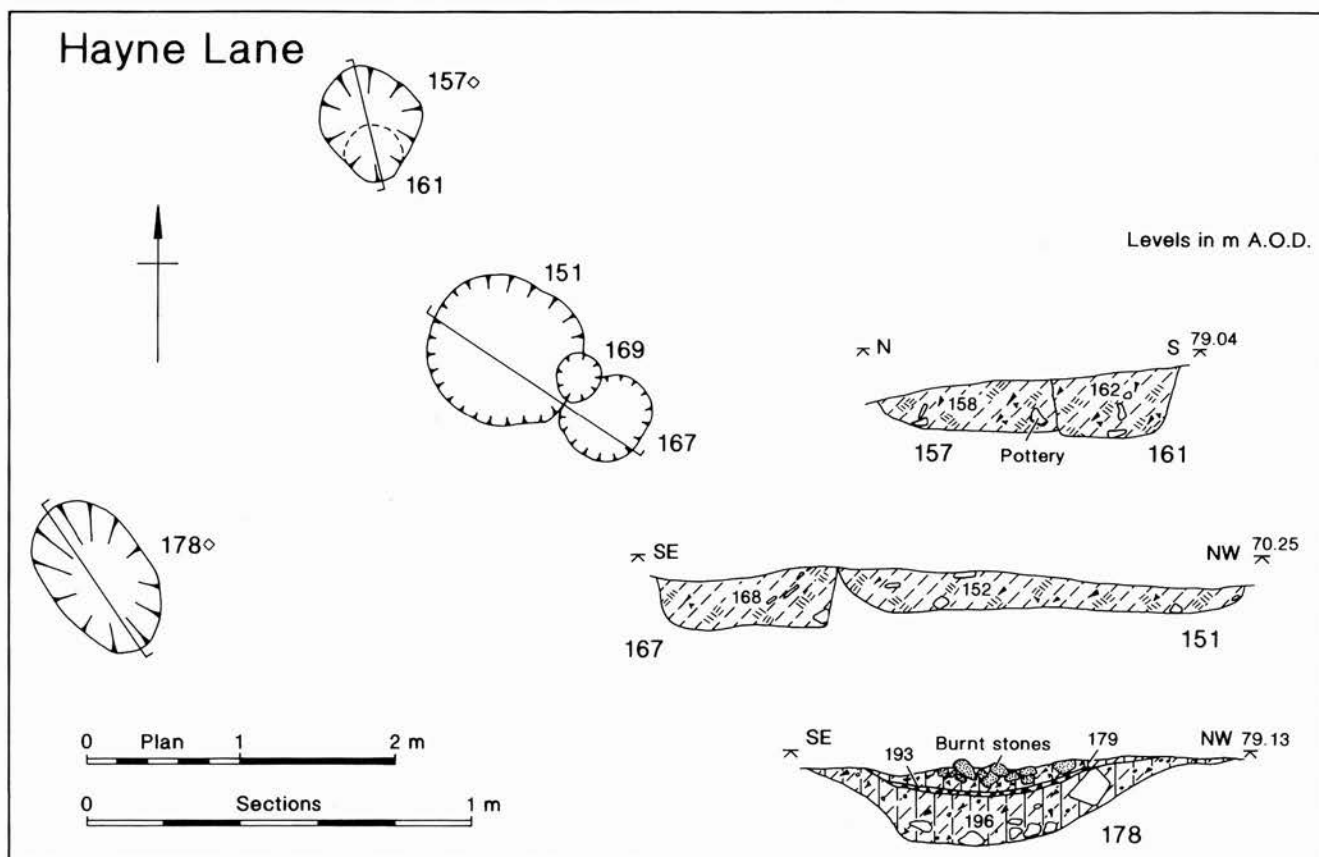 Hayne Lane
157◇
161
151
169
167
178◇
Levels in m A.O.D.
N
S 79.04
158
162
157
Pottery
161
SE
NW 70.25
168
152
167
151
SE
193
Burnt stones
179
NW 79.13
196
178
0 Plan 1 2 m
0 Sections 1 m